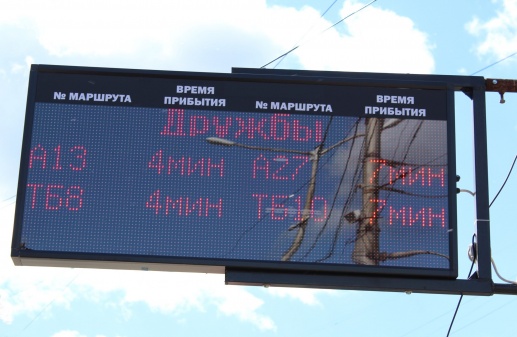 № МАРШРУТА ВРЕМЯ ПРИБЫТИЯ № МАРШРУТА ВРЕМЯ ПРИБЫТИЯ
Дружбы
А13 4мин А27 7мин
ТБ8 4мин ТБ10 7мин